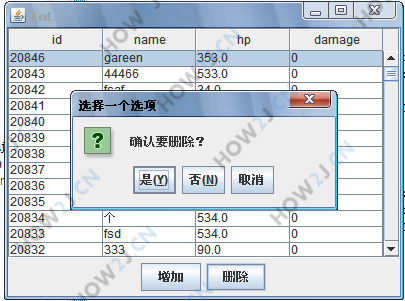 LoL
id name hp damage
20846 gareen 353.0 0
20843 44466 533.0 0
20842 fsaf 34.0 0
20841
20840
20839
20838
20837
20836
20835
20834 个 534.0 0
20833 fsd 534.0 0
20832 333 90.0 0
选择一个选项
确认要删除？
是(Y) 否(N) 取消
增加 删除
HOW2J.CN